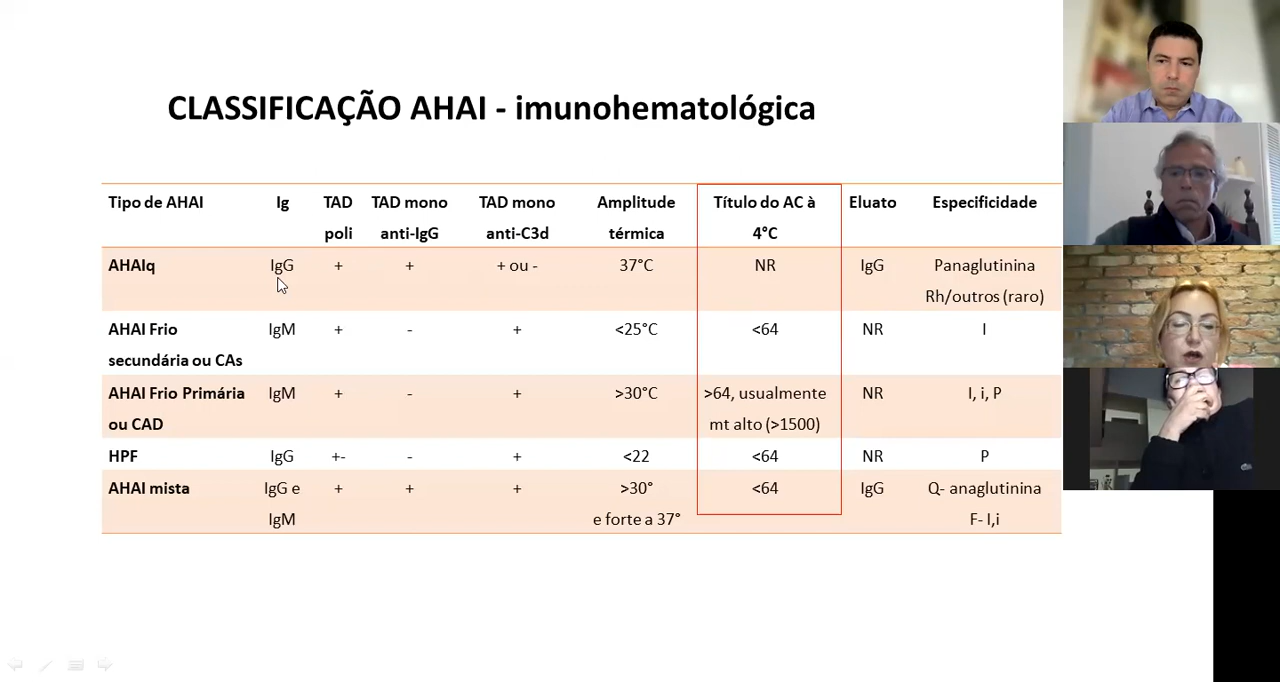 CLASSIFICAÇÃO AHAI - imunohematológica
Tipo de AHAI Ig TAD poli TAD mono anti-IgG TAD mono anti-C3d Amplitude térmica Título do AC à 4°C Eluato Especificidade
AHAIq IgG + + + ou - 37°C NR IgG Panaglutinina Rh/outros (raro)
AHAI Frio secundária ou CAs IgM + - + <25°C <64 NR I
AHAI Frio Primária ou CAD IgM + - + >30°C >64, usualmente mt alto (>1500) NR I, i, P
HPF IgG +- - + <22 <64 NR P
AHAI mista IgG e IgM + + + >30° e forte a 37° <64 IgG Q- anaglutinina F- I,i